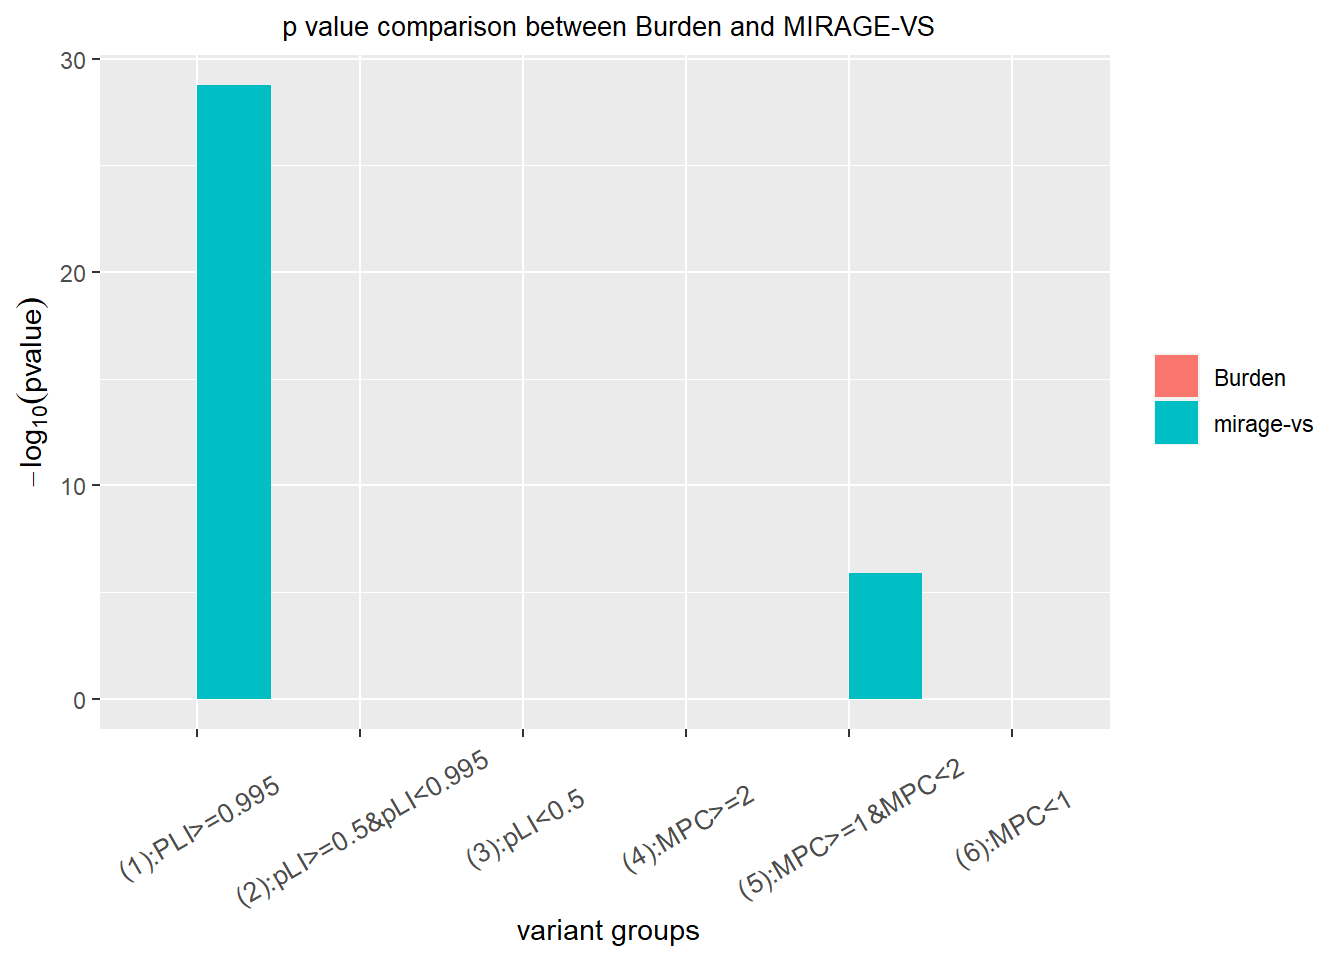 p value comparison between Burden and MIRAGE-VS
30
20
10
0
−log₁₀(pvalue)
(1):PLI>=0.995
(2):pLI>=0.5&pLI<0.995
(3):pLI<0.5
(4):MPC>=2
(5):MPC>=1&MPC<2
(6):MPC<1
variant groups
Burden
mirage-vs